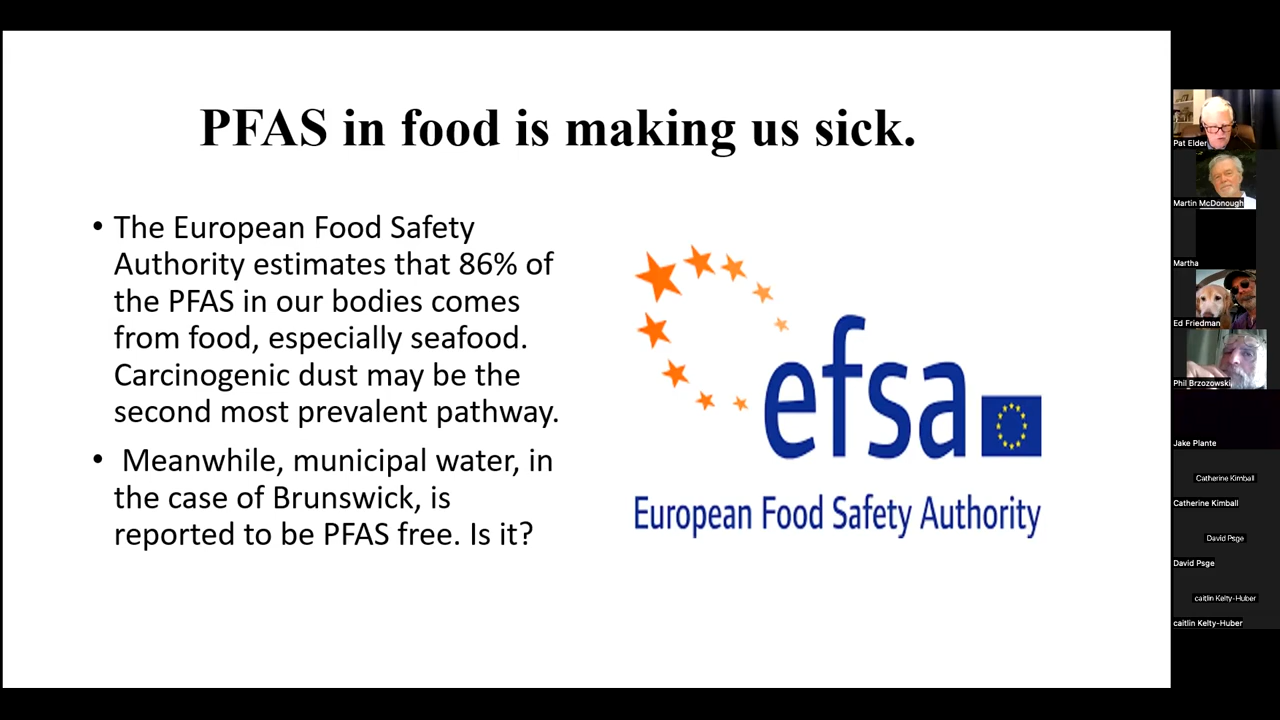 PFAS in food is making us sick.
• The European Food Safety
Authority estimates that 86% of
the PFAS in our bodies comes
from food, especially seafood.
Carcinogenic dust may be the
second most prevalent pathway.
• Meanwhile, municipal water, in
the case of Brunswick, is
reported to be PFAS free. Is it?
efsa
European Food Safety Authority
Pat Elder
Martin McDonough
Martha
Ed Friedman
Phil Brzozowski
Jake Plante
Catherine Kimball
Catherine Kimball
David Psge
David Psge
caitlin Kelty-Huber
caitlin Kelty-Huber